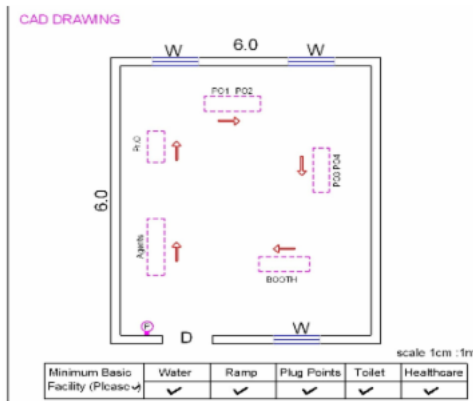 CAD DRAWING
W 6.0 W
PO1 PO2
Pr.O
PO3 PO4
6.0
Agents
BOOTH
P
D W
scale 1cm :1m
Minimum Basic Water Ramp Plug Points Toilet Healthcare
Facility (Please✓) ✓ ✓ ✓ ✓ ✓